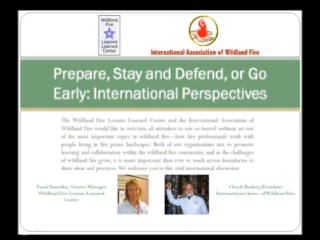 Wildland Fire
Lessons Learned
Center
International Association of Wildland Fire
Prepare, Stay and Defend, or Go
Early: International Perspectives
The Wildland Fire Lessons Learned Center and the International Association of
Wildland Fire would like to welcome all attendees to our co-hosted webinar on one
of the most important topics in wildland fire—how fire professionals work with
people living in fire prone landscapes. Both of our organizations aim to promote
learning and collaboration within the wildland fire community, and as the challenges
of wildland fire grow, it is more important than ever to work across boundaries to
share ideas and practices. We welcome you to this vital international discussion.
Paula Nasiatka, Center Manager
Wildland Fire Lessons Learned
Center
Chuck Bushey, President
International Assoc. of Wildland Fire